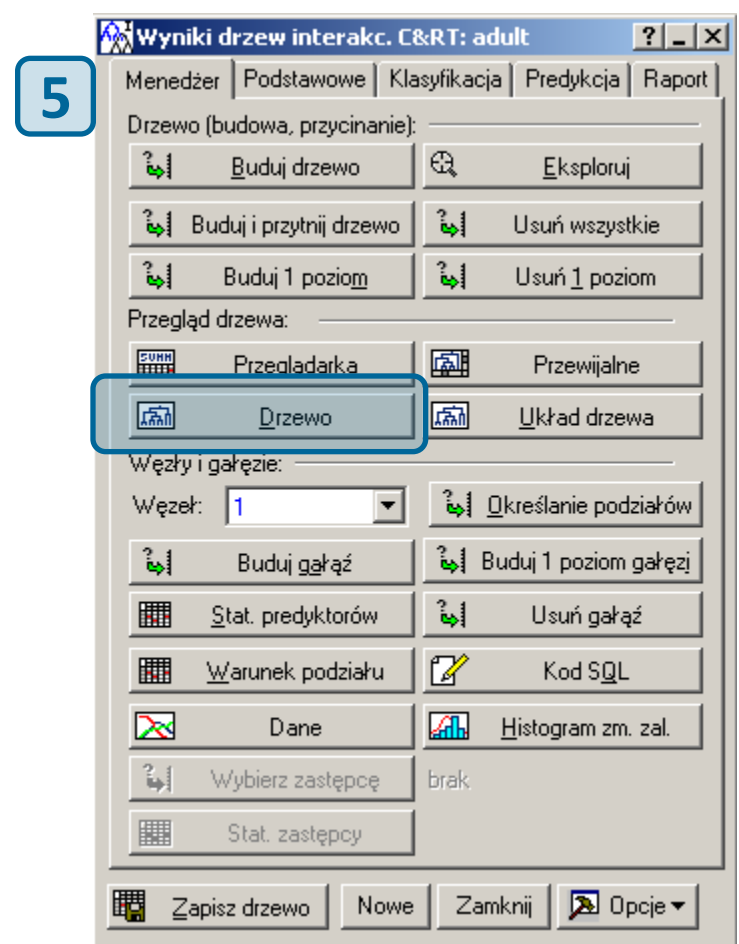 Wyniki drzew interakc. C&RT: adult
5
Menedżer Podstawowe Klasyfikacja Predykcja Raport
Drzewo (budowa, przycinanie):
Buduj drzewo Eksploruj
Buduj i przytnij drzewo Usuń wszystkie
Buduj 1 poziom Usuń 1 poziom
Przegląd drzewa:
SUMM Przeglądarka Przewijalne
Drzewo Układ drzewa
Węzły i gałęzie:
Węzeł: 1 Określanie podziałów
Buduj gałąź Buduj 1 poziom gałęzi
Stat. predyktorów Usuń gałąź
Warunek podziału Kod SQL
Dane Histogram zm. zal.
Wybierz zastępcę brak
Stat. zastępcy
Zapisz drzewo Nowe Zamknij Opcje